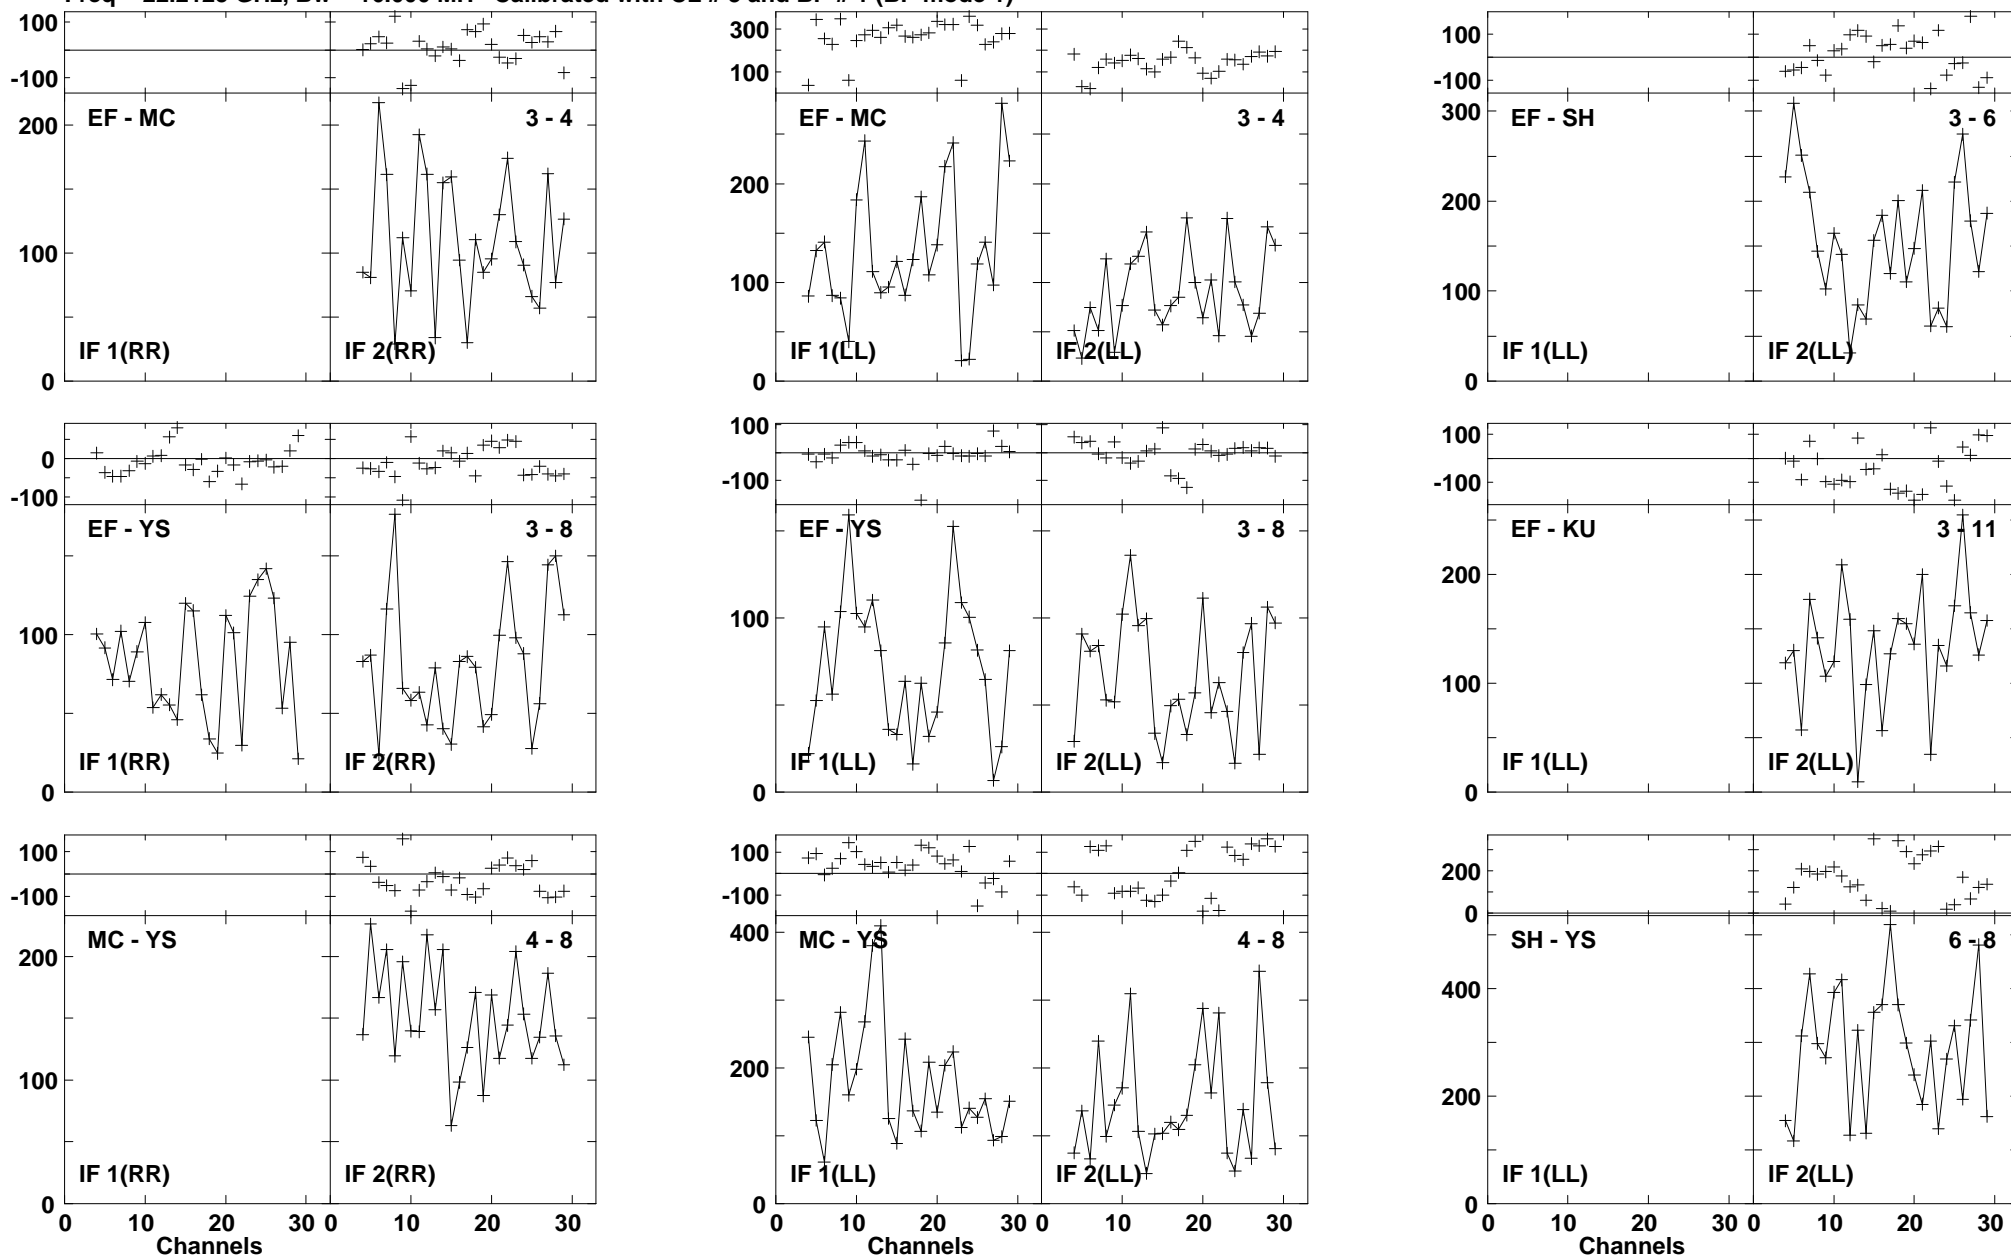 100
-100
EF - MC
3 - 4
200
100
0
IF 1(RR)
IF 2(RR)
300
100
EF - MC
3 - 4
200
100
0
IF 1(LL)
IF 2(LL)
100
-100
EF - SH
3 - 6
300
200
100
0
IF 1(LL)
IF 2(LL)
0
-100
EF - YS
3 - 8
100
0
IF 1(RR)
IF 2(RR)
100
-100
EF - YS
3 - 8
100
0
IF 1(LL)
IF 2(LL)
100
-100
EF - KU
3 - 11
200
100
0
IF 1(LL)
IF 2(LL)
100
-100
MC - YS
4 - 8
200
100
0
IF 1(RR)
IF 2(RR)
0 10 20 30 0 10 20 30
Channels
100
-100
MC - YS
4 - 8
400
200
0
IF 1(LL)
IF 2(LL)
0 10 20 30 0 10 20 30
Channels
200
0
SH - YS
6 - 8
400
200
0
IF 1(LL)
IF 2(LL)
0 10 20 30 0 10 20 30
Channels